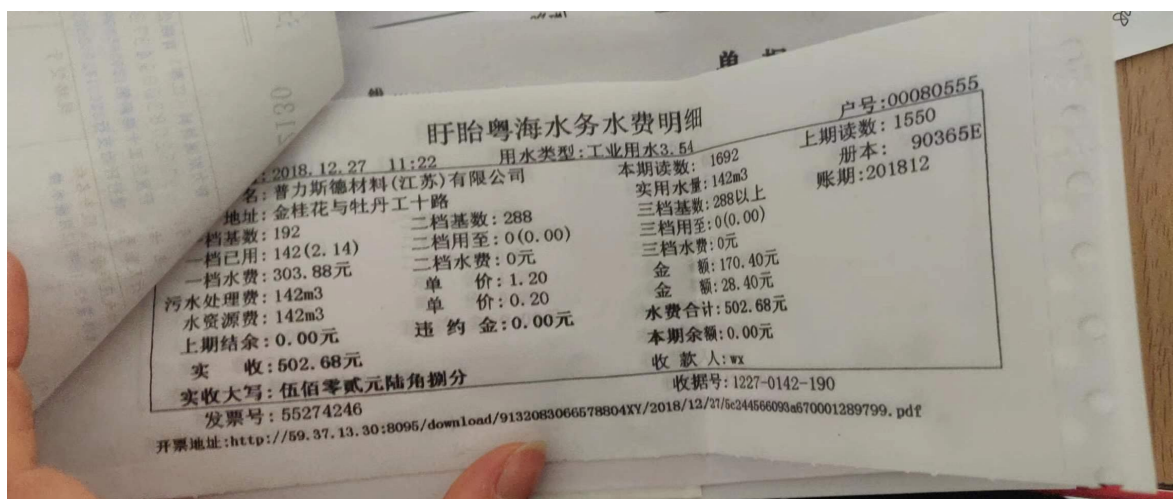 单据
盱眙粤海水务水费明细
户号:00080555
2018.12.27 11:22 用水类型:工业用水3.54 本期读数: 1692 上期读数: 1550
名:普力斯德材料(江苏)有限公司 实用水量:142m3 册本: 90365E
地址:金桂花与牡丹工十路 三档基数:288以上 账期:201812
一档基数:192 二档基数:288 三档用至:0(0.00)
一档已用:142(2.14) 二档用至:0(0.00) 三档水费:0元
一档水费:303.88元 二档水费:0元 金 额:170.40元
污水处理费:142m3 单 价:1.20 金 额:28.40元
水资源费:142m3 单 价:0.20 水费合计:502.68元
上期结余:0.00元 违约金:0.00元 本期余额:0.00元
实 收:502.68元 收款人:wx
实收大写:伍佰零贰元陆角捌分 收据号:1227-0142-190
发票号:55274246
开票地址:http://59.37.13.30:8095/download/9132083066578804XY/2018/12/27/5c244566093a670001289799.pdf